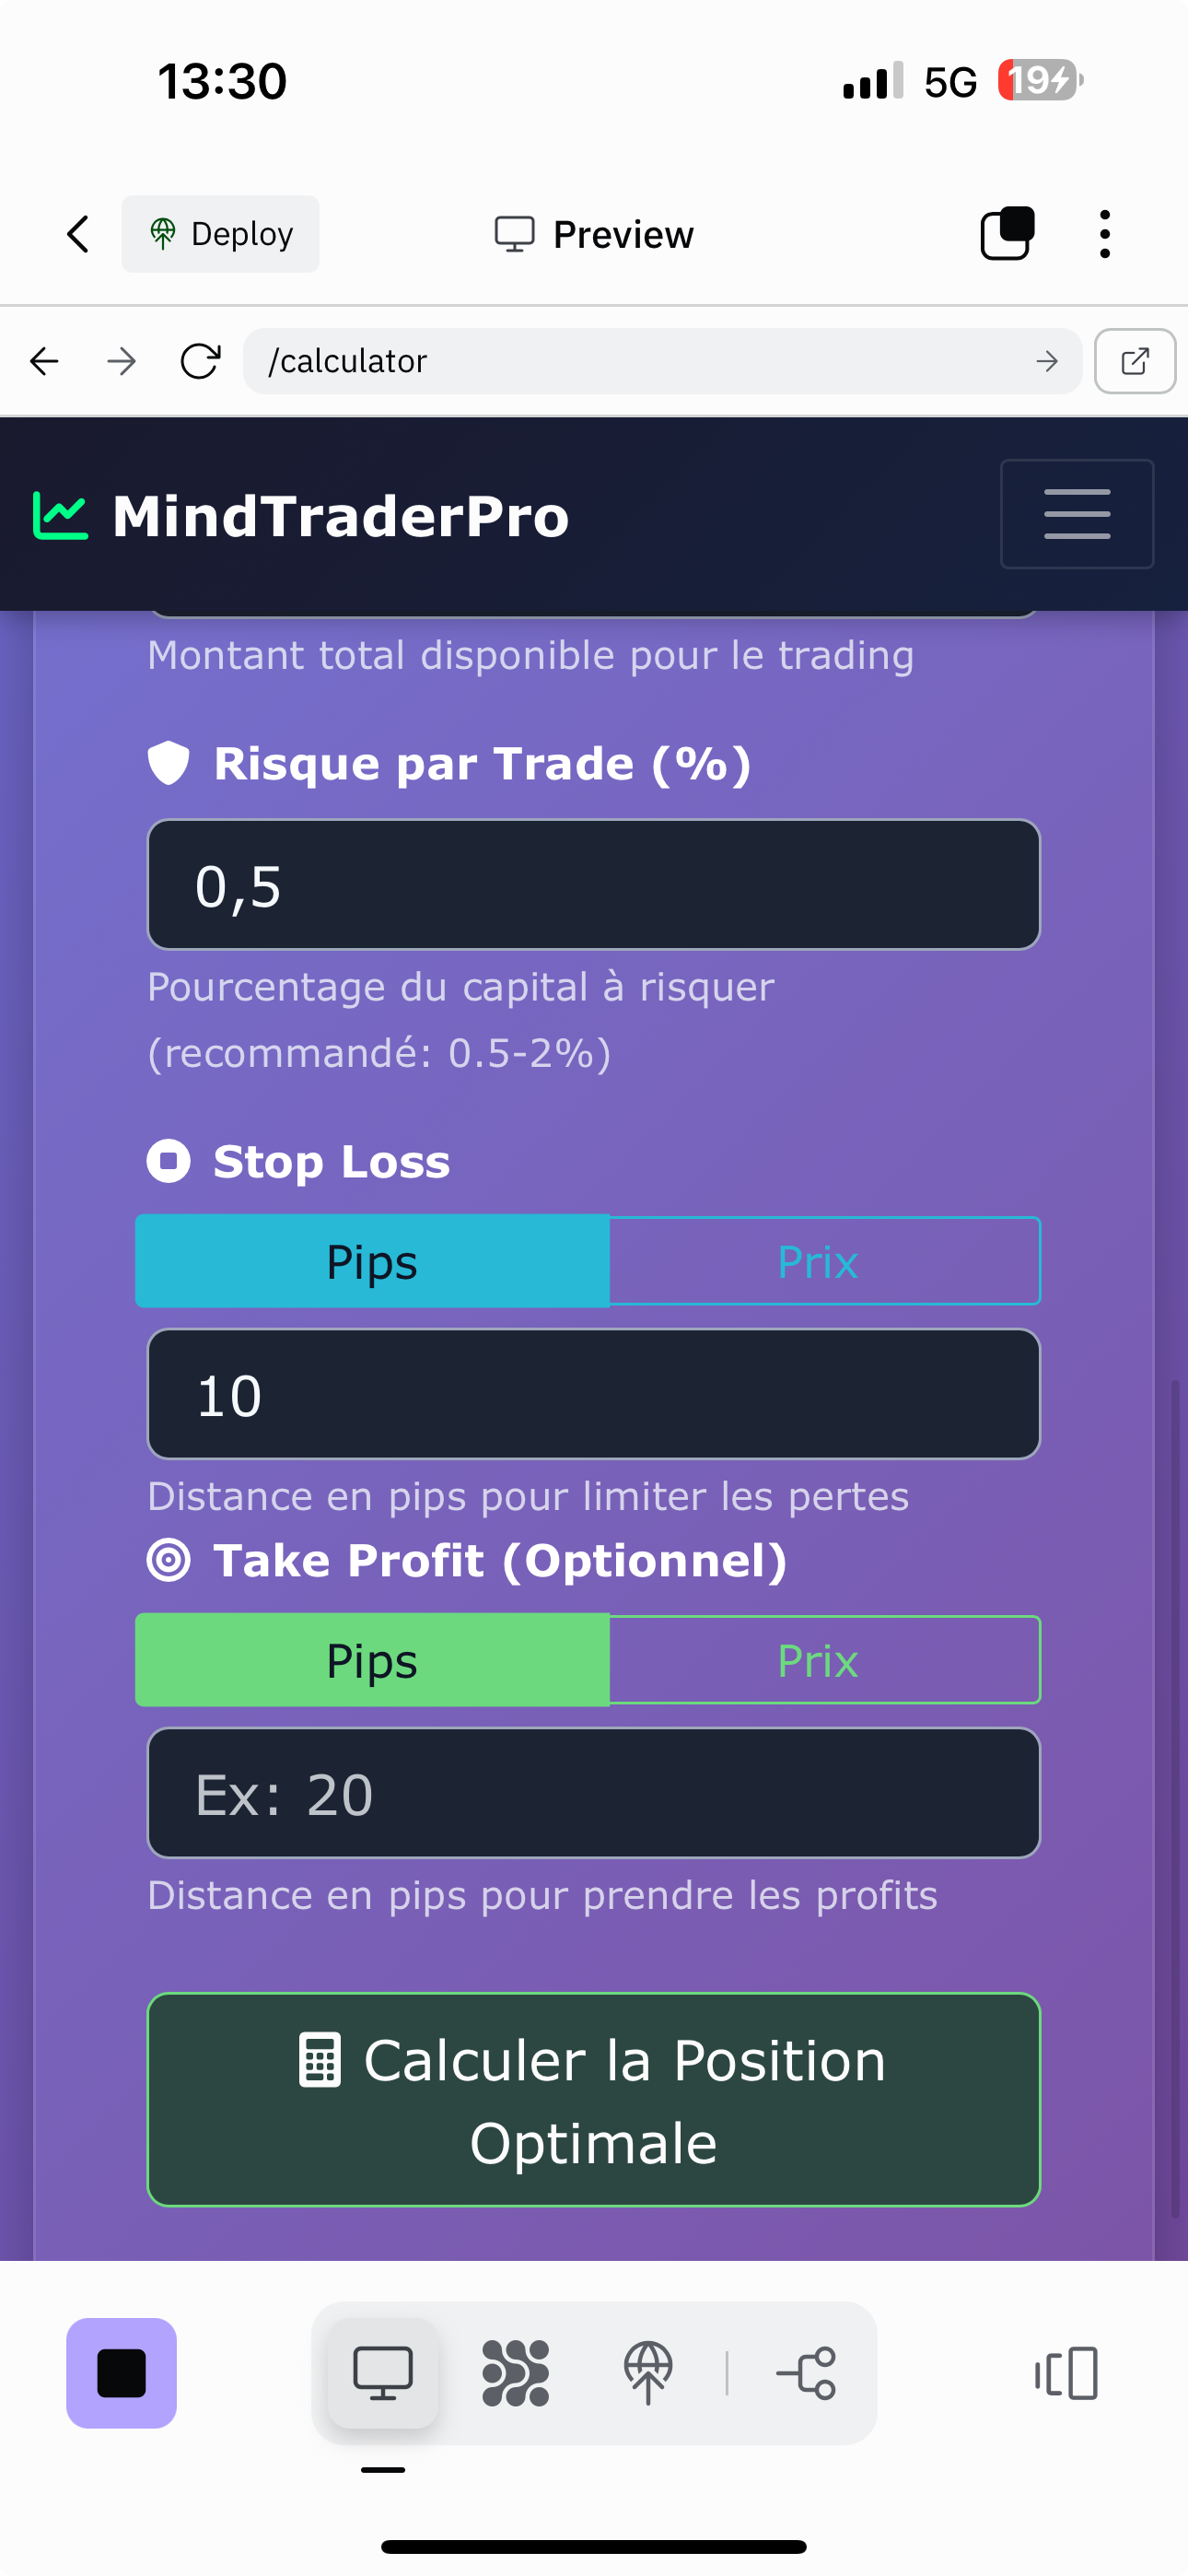 13:30
5G
19
Deploy
Preview
/calculator
MindTraderPro
Montant total disponible pour le trading
Risque par Trade (%)
0,5
Pourcentage du capital à risquer
(recommandé: 0.5-2%)
Stop Loss
Pips
Prix
10
Distance en pips pour limiter les pertes
Take Profit (Optionnel)
Pips
Prix
Ex: 20
Distance en pips pour prendre les profits
Calculer la Position
Optimale